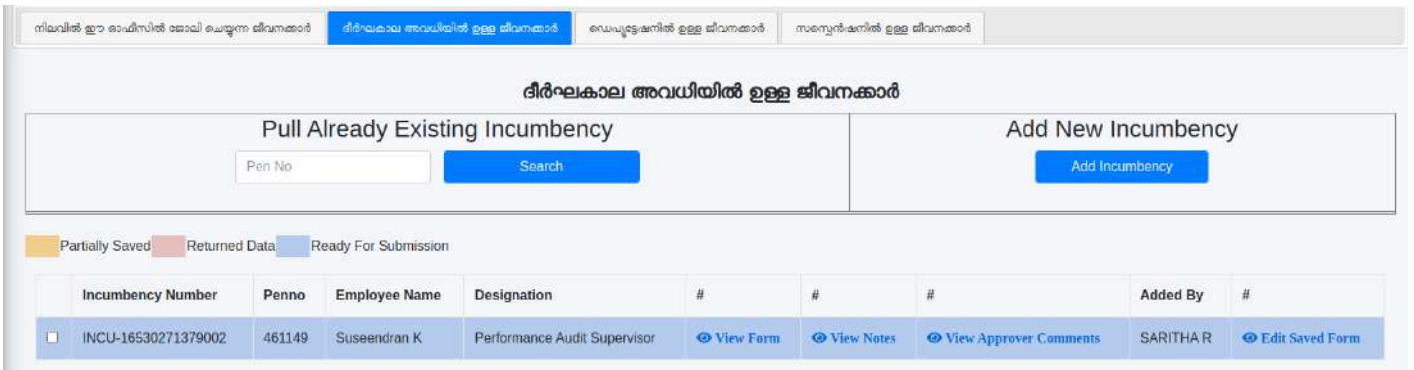 നിലവിൽ ഈ ഓഫീസിൽ ജോലി ചെയ്യുന്ന ജീവനക്കാർ ദീർഘകാല അവധിയിൽ ഉള്ള ജീവനക്കാർ ഡെപ്യൂട്ടേഷനിൽ ഉള്ള ജീവനക്കാർ സസ്പെൻഷനിൽ ഉള്ള ജീവനക്കാർ
ദീർഘകാല അവധിയിൽ ഉള്ള ജീവനക്കാർ
Pull Already Existing Incumbency Add New Incumbency
Pen No Search Add Incumbency
Partially Saved Returned Data Ready For Submission
Incumbency Number Penno Employee Name Designation # # # Added By #
INCU-16530271379002 461149 Suseendran K Performance Audit Supervisor View Form View Notes View Approver Comments SARITHA R Edit Saved Form